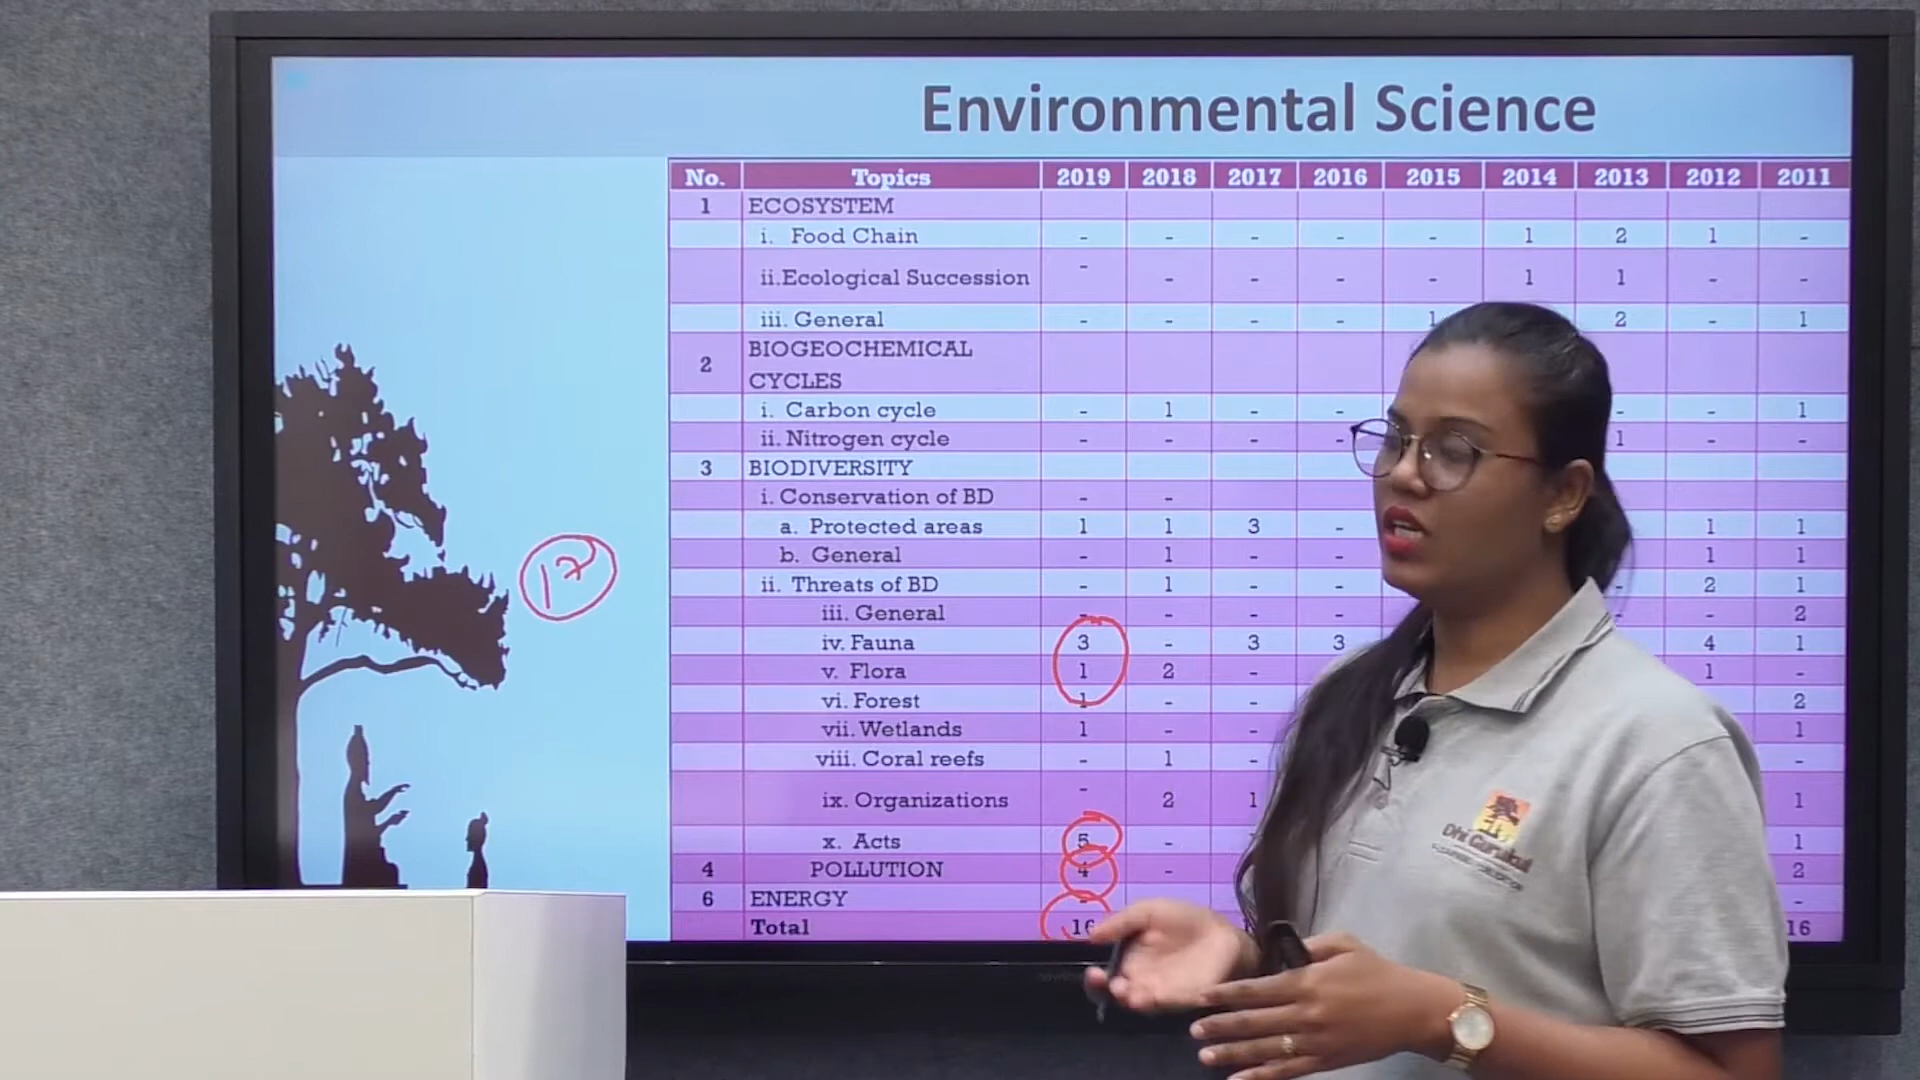 Environmental Science
No. Topics 2019 2018 2017 2016 2015 2014 2013 2012 2011
1 ECOSYSTEM
i. Food Chain - - - - - 1 2 1 -
ii.Ecological Succession - - - - - 1 1 - -
iii. General - - - - 1 2 - 1
2 BIOGEOCHEMICAL
CYCLES
i. Carbon cycle - 1 - - - - 1
ii. Nitrogen cycle - - - - 1 - -
3 BIODIVERSITY
i. Conservation of BD - -
a. Protected areas 1 1 3 - 1 1
b. General - 1 - - 1 1
ii. Threats of BD - 1 - - - 2 1
iii. General - - - - - 2
iv. Fauna 3 - 3 3 4 1
v. Flora 1 2 - 1 -
vi. Forest 1 - - 2
vii. Wetlands 1 - - 1
viii. Coral reefs 1 - -
ix. Organizations - 2 1 1
x. Acts 5 - 1
4 POLLUTION 4 - 2
6 ENERGY - -
Total 16 16
17
Dhi Gurukul